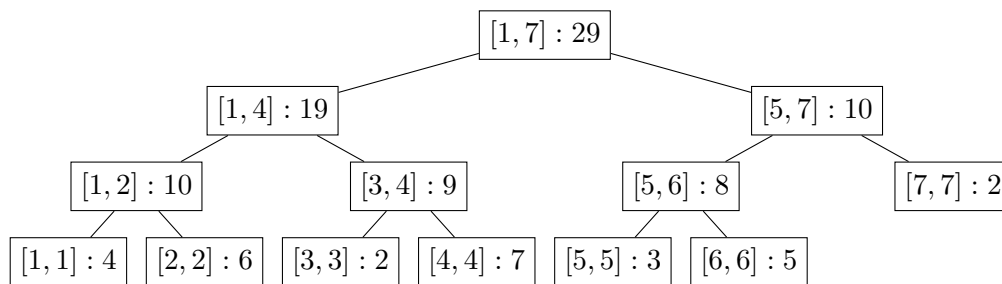 [1, 7] : 29
[1, 4] : 19
[5, 7] : 10
[1, 2] : 10
[3, 4] : 9
[5, 6] : 8
[7, 7] : 2
[1, 1] : 4
[2, 2] : 6
[3, 3] : 2
[4, 4] : 7
[5, 5] : 3
[6, 6] : 5